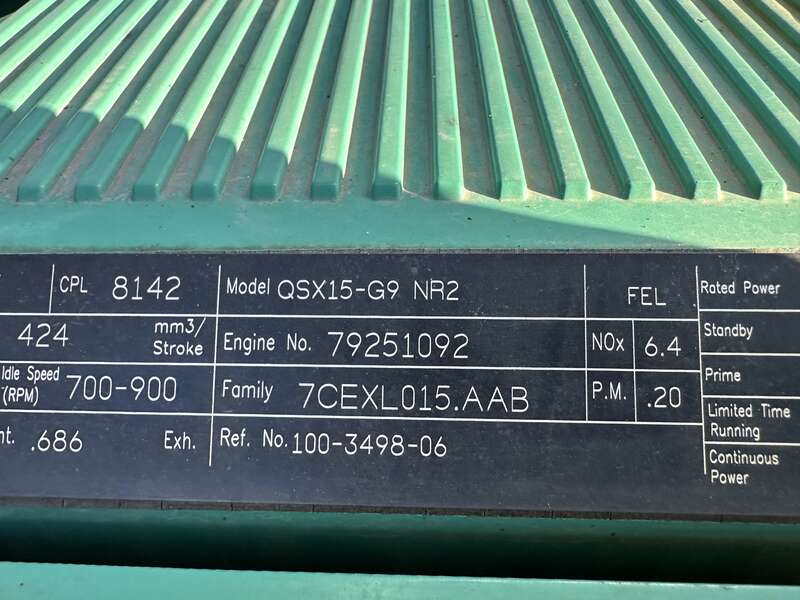 CPL 8142 Model QSX15-G9 NR2 FEL Rated Power
424 mm3/ Stroke Engine No. 79251092 NOx 6.4 Standby
Idle Speed (RPM) 700-900 Family 7CEXL015.AAB P.M. .20 Prime
Limited Time Running
nt. .686 Exh. Ref. No. 100-3498-06
Continuous Power